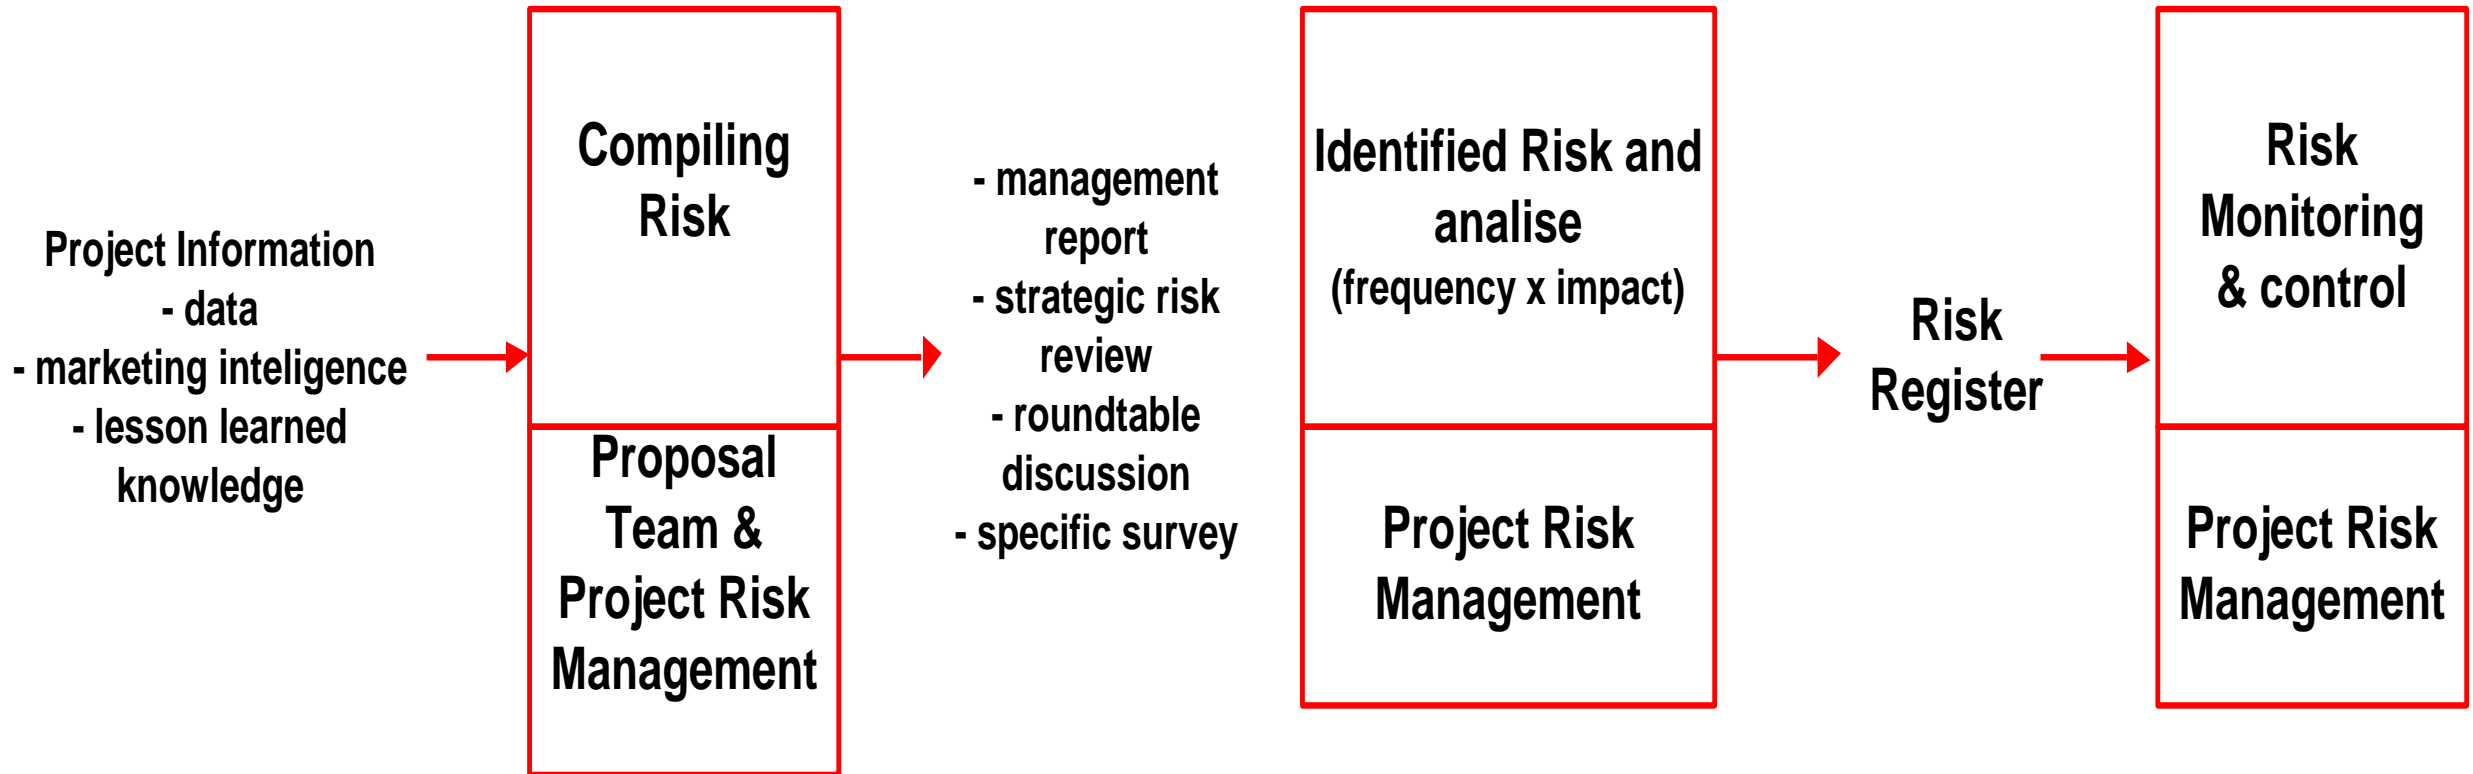 Project Information
- data
- marketing inteligence
- lesson learned
knowledge
Compiling
Risk
Proposal
Team &
Project Risk
Management
- management
report
- strategic risk
review
- roundtable
discussion
- specific survey
Identified Risk and
analise
(frequency x impact)
Project Risk
Management
Risk
Register
Risk
Monitoring
& control
Project Risk
Management